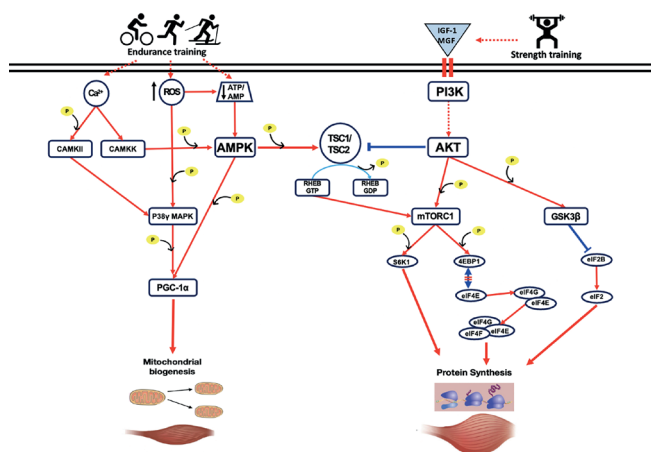 Endurance training
IGF-1
MGF
Strength training
Ca²⁺
ROS
ATP/
AMP
PI3K
P
P
P
P
CAMKII
CAMKK
AMPK
TSC1/
TSC2
AKT
P
P
P
P
RHEB
GTP
RHEB
GDP
P
P38γ MAPK
mTORC1
GSK3β
P
P
P
S6K1
4EBP1
eIF2B
PGC-1α
eIF4E
eIF4G
eIF4E
eIF2
eIF4G
eIF4F
eIF4E
Mitochondrial
biogenesis
Protein Synthesis